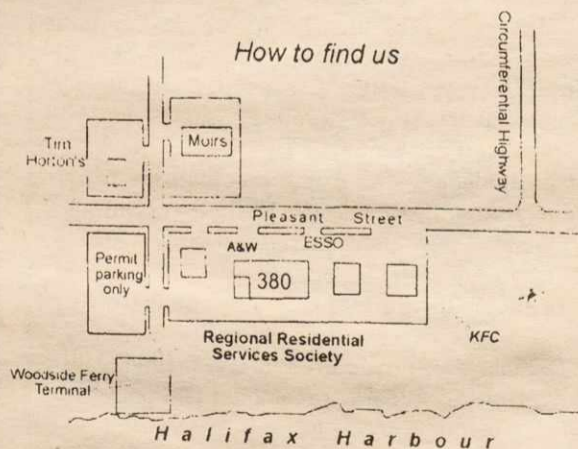 How to find us
Circumferential Highway
Tim
Horton's
Moirs
Pleasant Street
A&W
ESSO
Permit
parking
only
380
Regional Residential
Services Society
KFC
Woodside Ferry
Terminal
Halifax Harbour